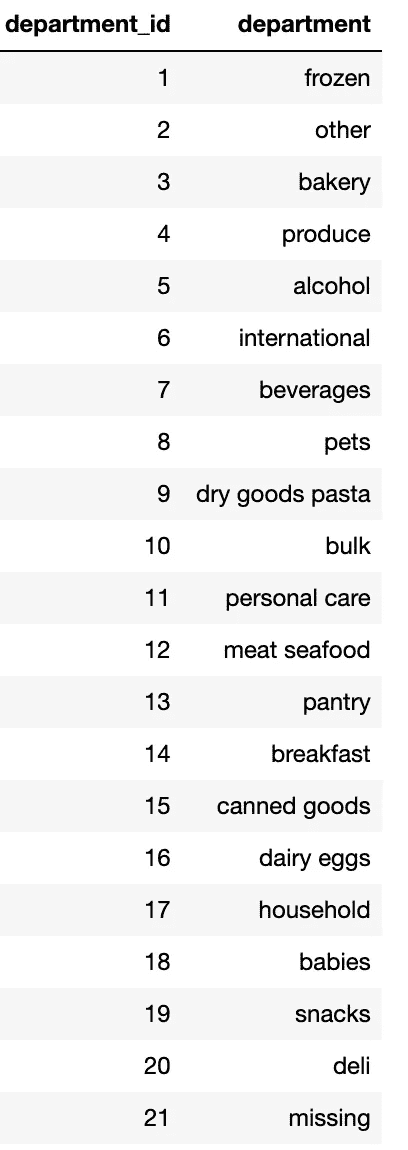 department_id department
1 frozen
2 other
3 bakery
4 produce
5 alcohol
6 international
7 beverages
8 pets
9 dry goods pasta
10 bulk
11 personal care
12 meat seafood
13 pantry
14 breakfast
15 canned goods
16 dairy eggs
17 household
18 babies
19 snacks
20 deli
21 missing